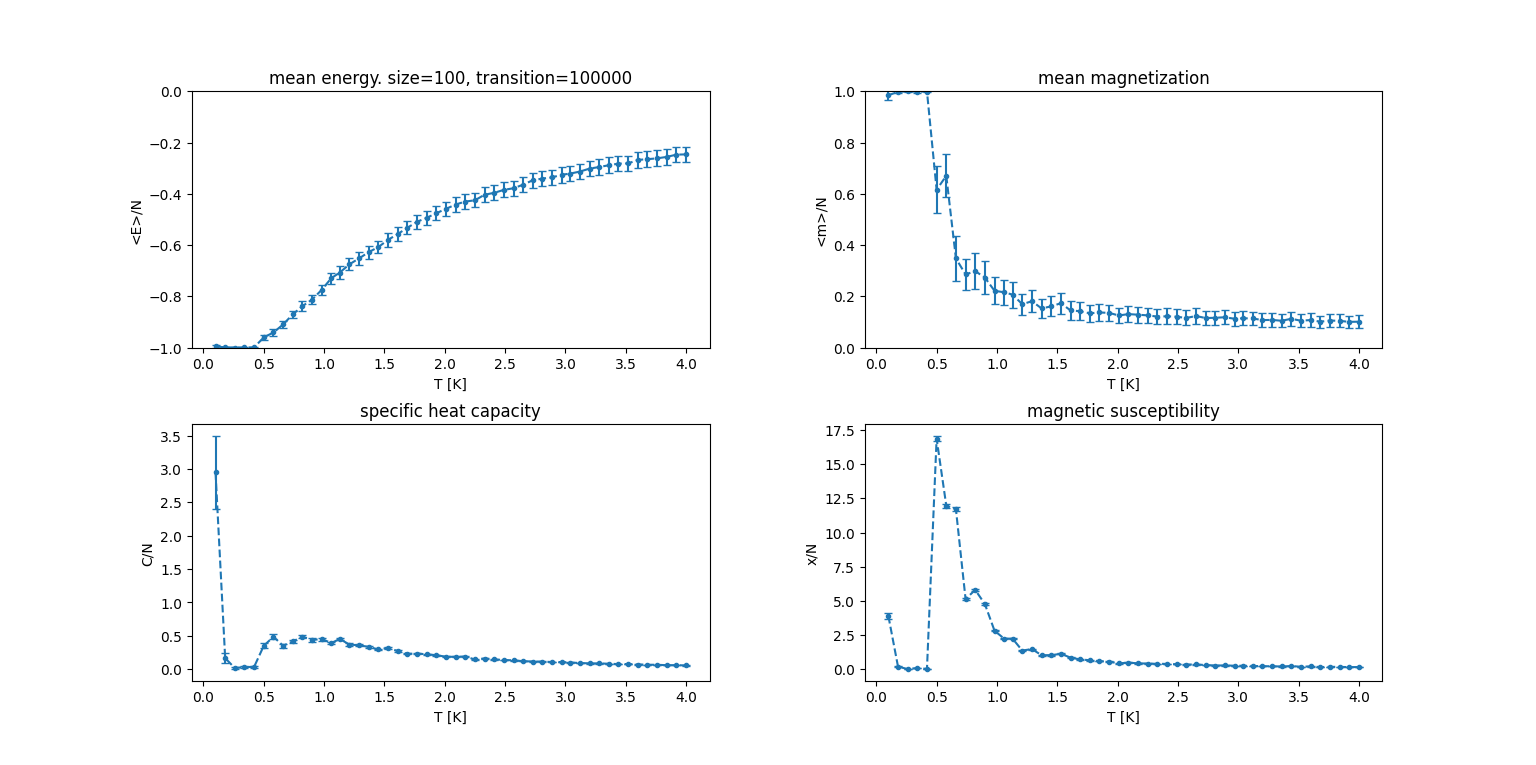 mean energy. size=100, transition=100000
0.0
−0.2
−0.4
−0.6
−0.8
−1.0
<E>/N
0.0 0.5 1.0 1.5 2.0 2.5 3.0 3.5 4.0
T [K]
mean magnetization
1.0
0.8
0.6
0.4
0.2
0.0
<m>/N
0.0 0.5 1.0 1.5 2.0 2.5 3.0 3.5 4.0
T [K]
specific heat capacity
3.5
3.0
2.5
2.0
1.5
1.0
0.5
0.0
C/N
0.0 0.5 1.0 1.5 2.0 2.5 3.0 3.5 4.0
T [K]
magnetic susceptibility
17.5
15.0
12.5
10.0
7.5
5.0
2.5
0.0
x/N
0.0 0.5 1.0 1.5 2.0 2.5 3.0 3.5 4.0
T [K]